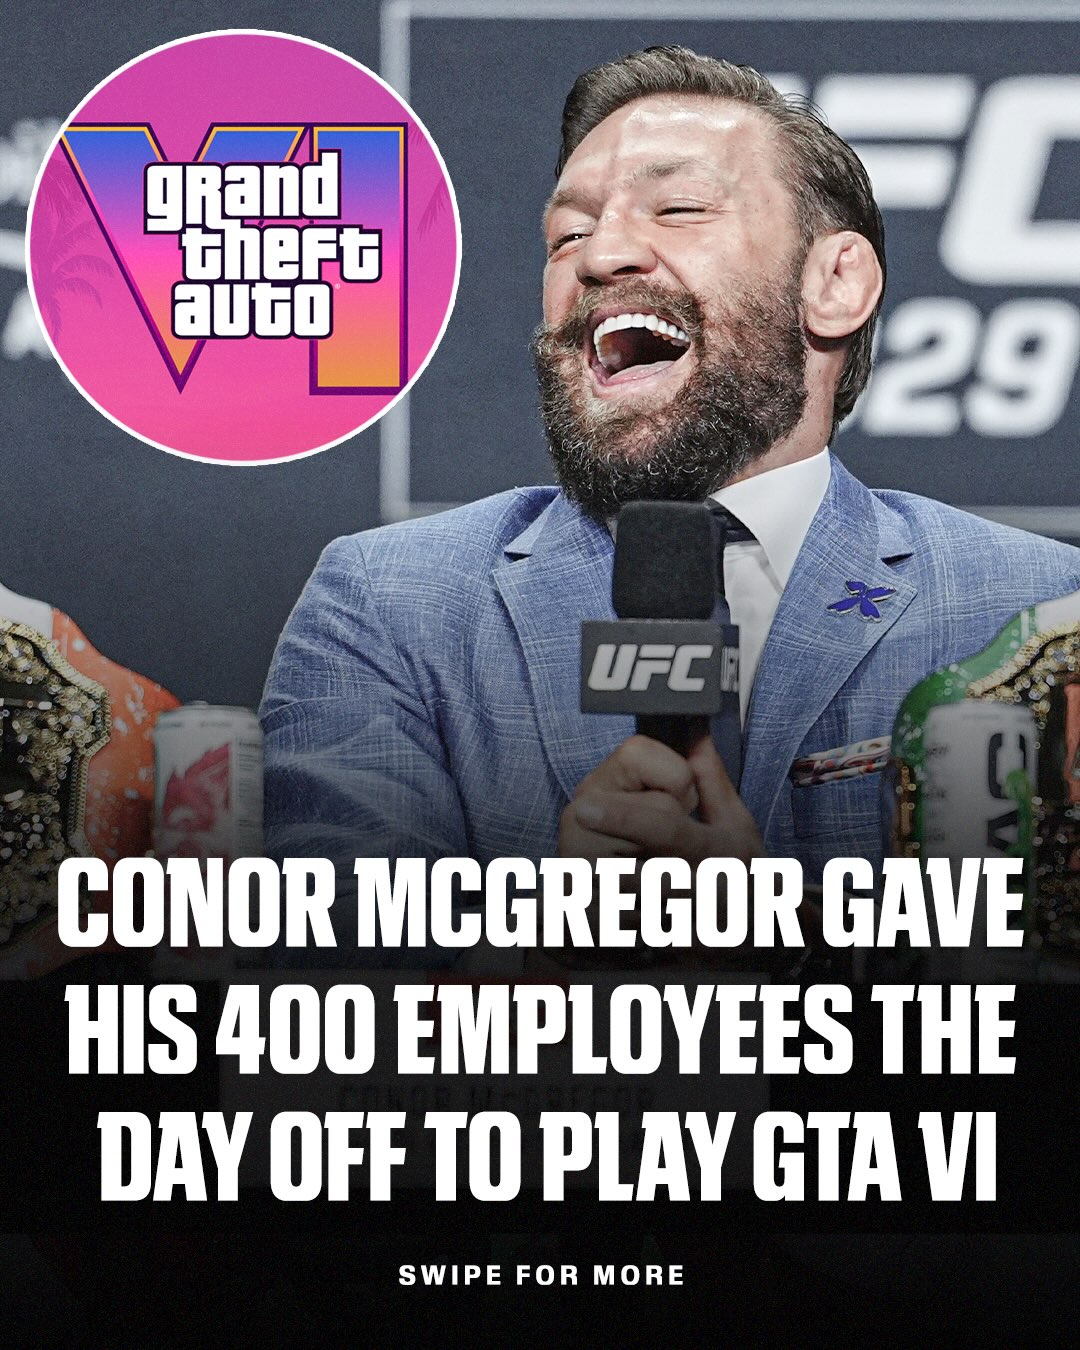 VI
grand
theft
auto
UFC
329
UFC
CONOR MCGREGOR GAVE
HIS 400 EMPLOYEES THE
DAY OFF TO PLAY GTA VI
SWIPE FOR MORE